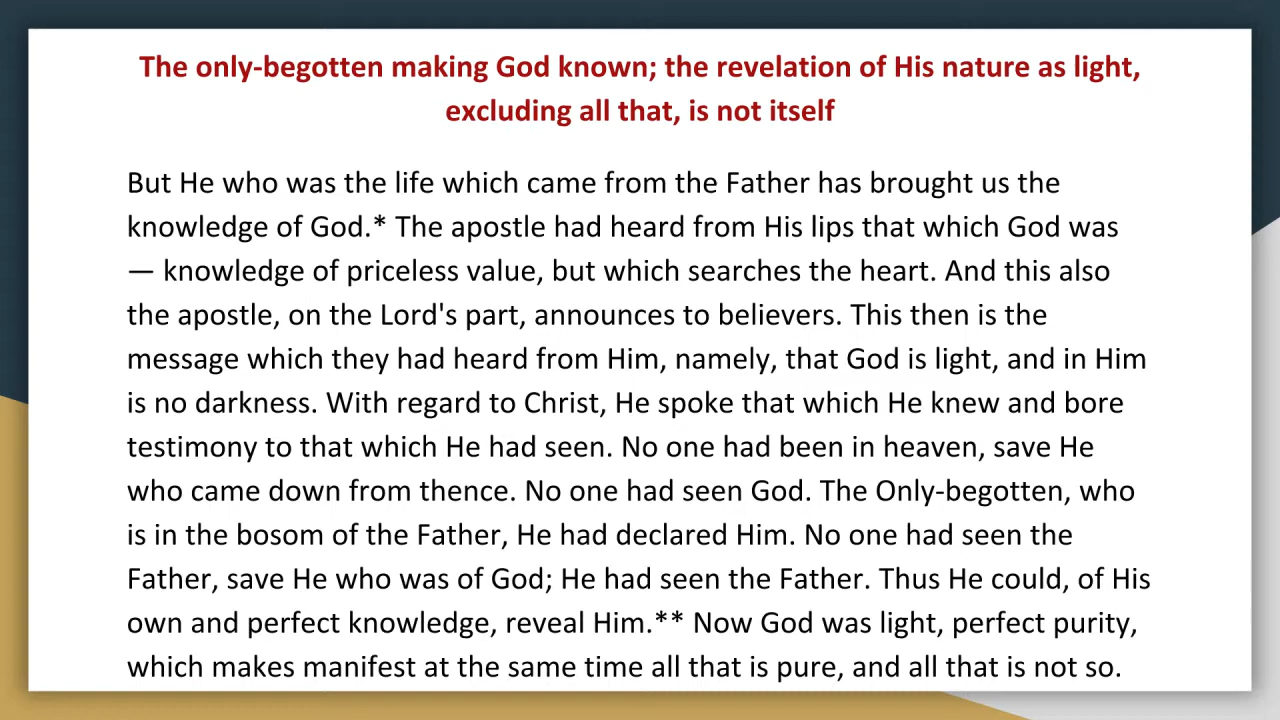 The only-begotten making God known; the revelation of His nature as light,
excluding all that, is not itself
But He who was the life which came from the Father has brought us the
knowledge of God.* The apostle had heard from His lips that which God was
— knowledge of priceless value, but which searches the heart. And this also
the apostle, on the Lord's part, announces to believers. This then is the
message which they had heard from Him, namely, that God is light, and in Him
is no darkness. With regard to Christ, He spoke that which He knew and bore
testimony to that which He had seen. No one had been in heaven, save He
who came down from thence. No one had seen God. The Only-begotten, who
is in the bosom of the Father, He had declared Him. No one had seen the
Father, save He who was of God; He had seen the Father. Thus He could, of His
own and perfect knowledge, reveal Him.** Now God was light, perfect purity,
which makes manifest at the same time all that is pure, and all that is not so.